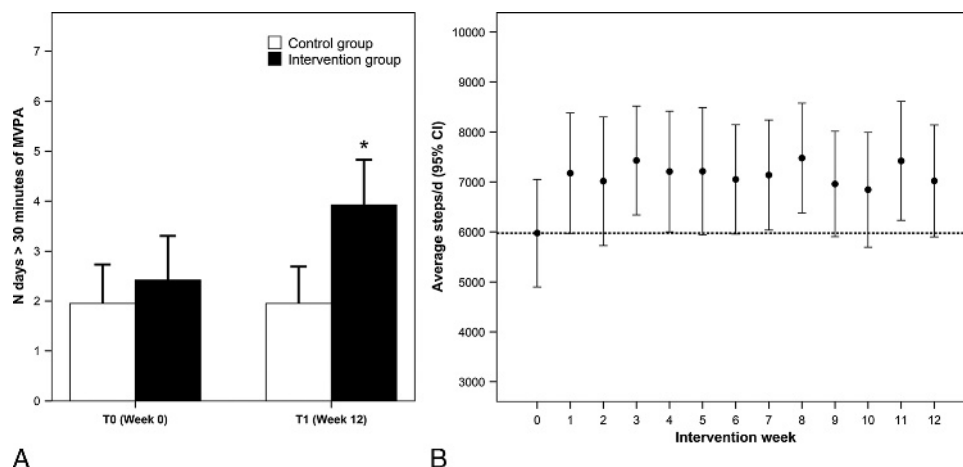 Control group
Intervention group
*
N days > 30 minutes of MVPA
7
6
5
4
3
2
1
0
T0 (Week 0)
T1 (Week 12)
A
Average steps/d (95% CI)
10000
9000
8000
7000
6000
5000
4000
3000
0 1 2 3 4 5 6 7 8 9 10 11 12
Intervention week
B